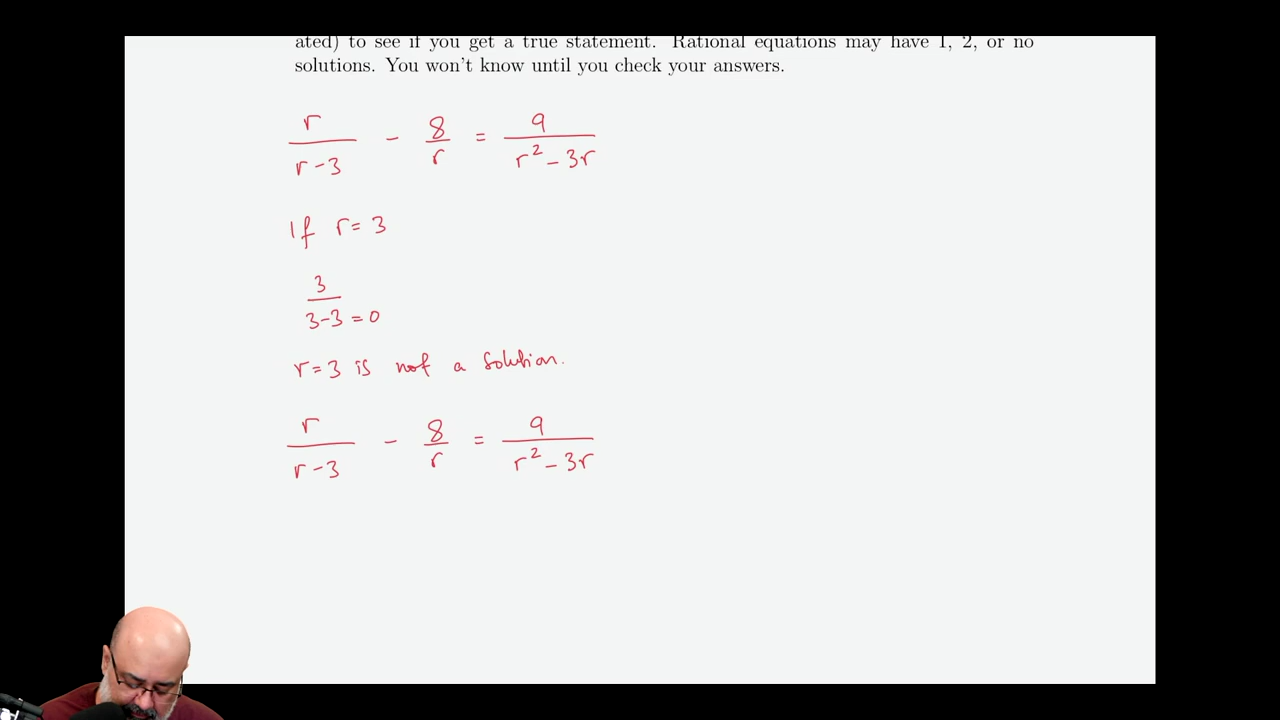 ated) to see if you get a true statement. Rational equations may have 1, 2, or no
solutions. You won't know until you check your answers.
r/(r-3) - 8/r = 9/(r² - 3r)
If r = 3
3/(3-3 = 0)
r = 3 is not a solution.
r/(r-3) - 8/r = 9/(r² - 3r)